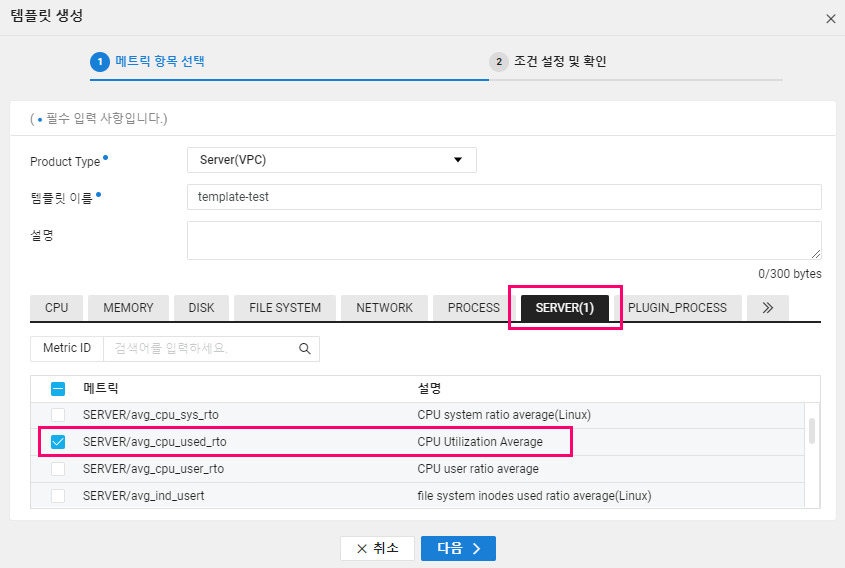 템플릿 생성
1 메트릭 항목 선택 2 조건 설정 및 확인
( • 필수 입력 사항입니다.)
Product Type Server(VPC)
템플릿 이름 template-test
설명
0/300 bytes
CPU MEMORY DISK FILE SYSTEM NETWORK PROCESS SERVER(1) PLUGIN_PROCESS
Metric ID 검색어를 입력하세요.
메트릭 설명
SERVER/avg_cpu_sys_rto CPU system ratio average(Linux)
SERVER/avg_cpu_used_rto CPU Utilization Average
SERVER/avg_cpu_user_rto CPU user ratio average
SERVER/avg_ind_usert file system inodes used ratio average(Linux)
취소 다음